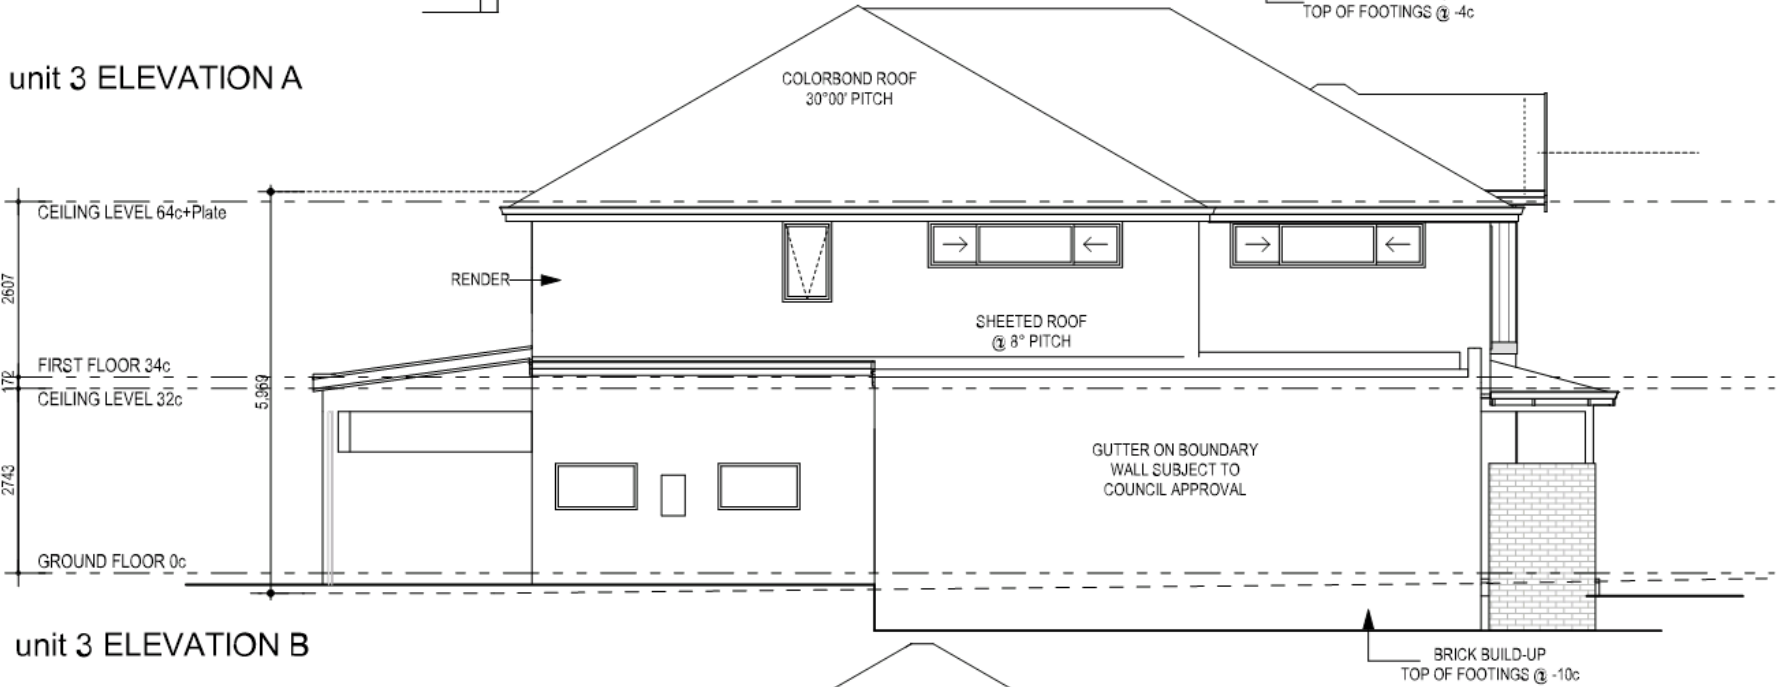 TOP OF FOOTINGS @ -4c
unit 3 ELEVATION A
COLORBOND ROOF
30°00' PITCH
CEILING LEVEL 64c+Plate
2607
RENDER
SHEETED ROOF
@ 8° PITCH
FIRST FLOOR 34c
172
CEILING LEVEL 32c
5,969
GUTTER ON BOUNDARY
WALL SUBJECT TO
COUNCIL APPROVAL
2743
GROUND FLOOR 0c
unit 3 ELEVATION B
BRICK BUILD-UP
TOP OF FOOTINGS @ -10c